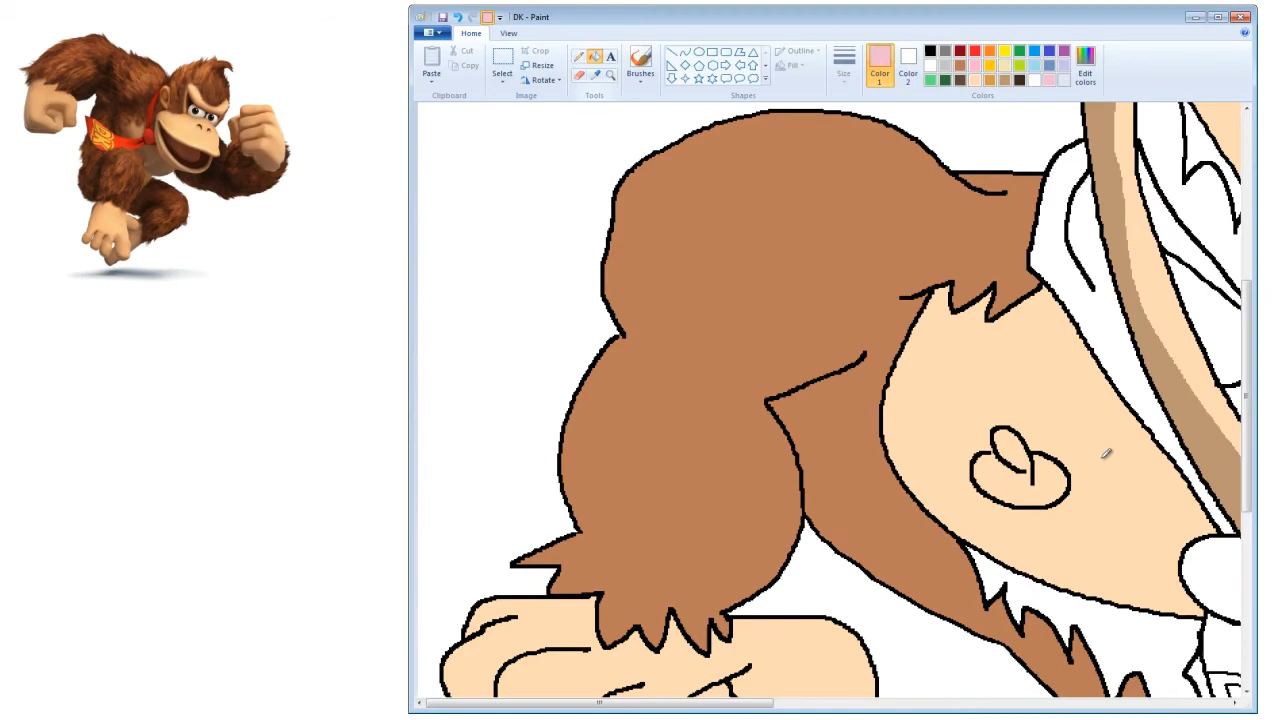 DK - Paint
Home
View
Paste
Cut
Copy
Clipboard
Select
Crop
Resize
Rotate
Image
A
Tools
Brushes
Outline
Fill
Shapes
Size
Color
1
Color
2
Edit
colors
Colors